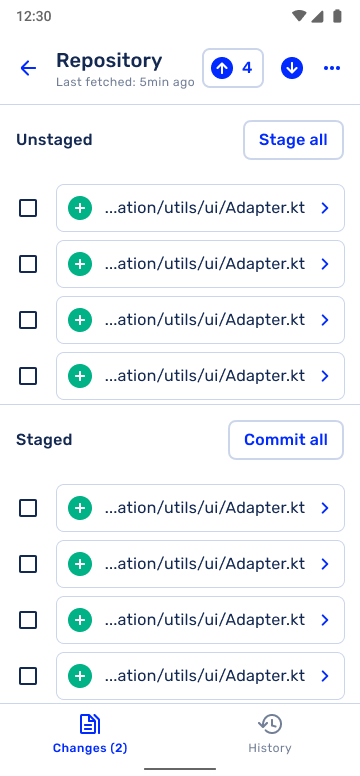 12:30
Repository
Last fetched: 5min ago
4
Unstaged
Stage all
...ation/utils/ui/Adapter.kt
...ation/utils/ui/Adapter.kt
...ation/utils/ui/Adapter.kt
...ation/utils/ui/Adapter.kt
Staged
Commit all
...ation/utils/ui/Adapter.kt
...ation/utils/ui/Adapter.kt
...ation/utils/ui/Adapter.kt
...ation/utils/ui/Adapter.kt
Changes (2)
History